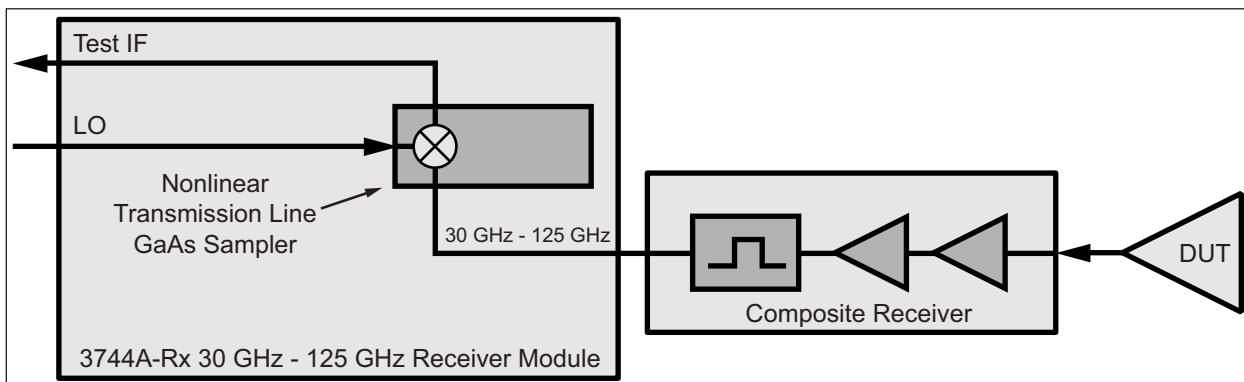 Test IF
LO
Nonlinear
Transmission Line
GaAs Sampler
30 GHz - 125 GHz
DUT
Composite Receiver
3744A-Rx 30 GHz - 125 GHz Receiver Module